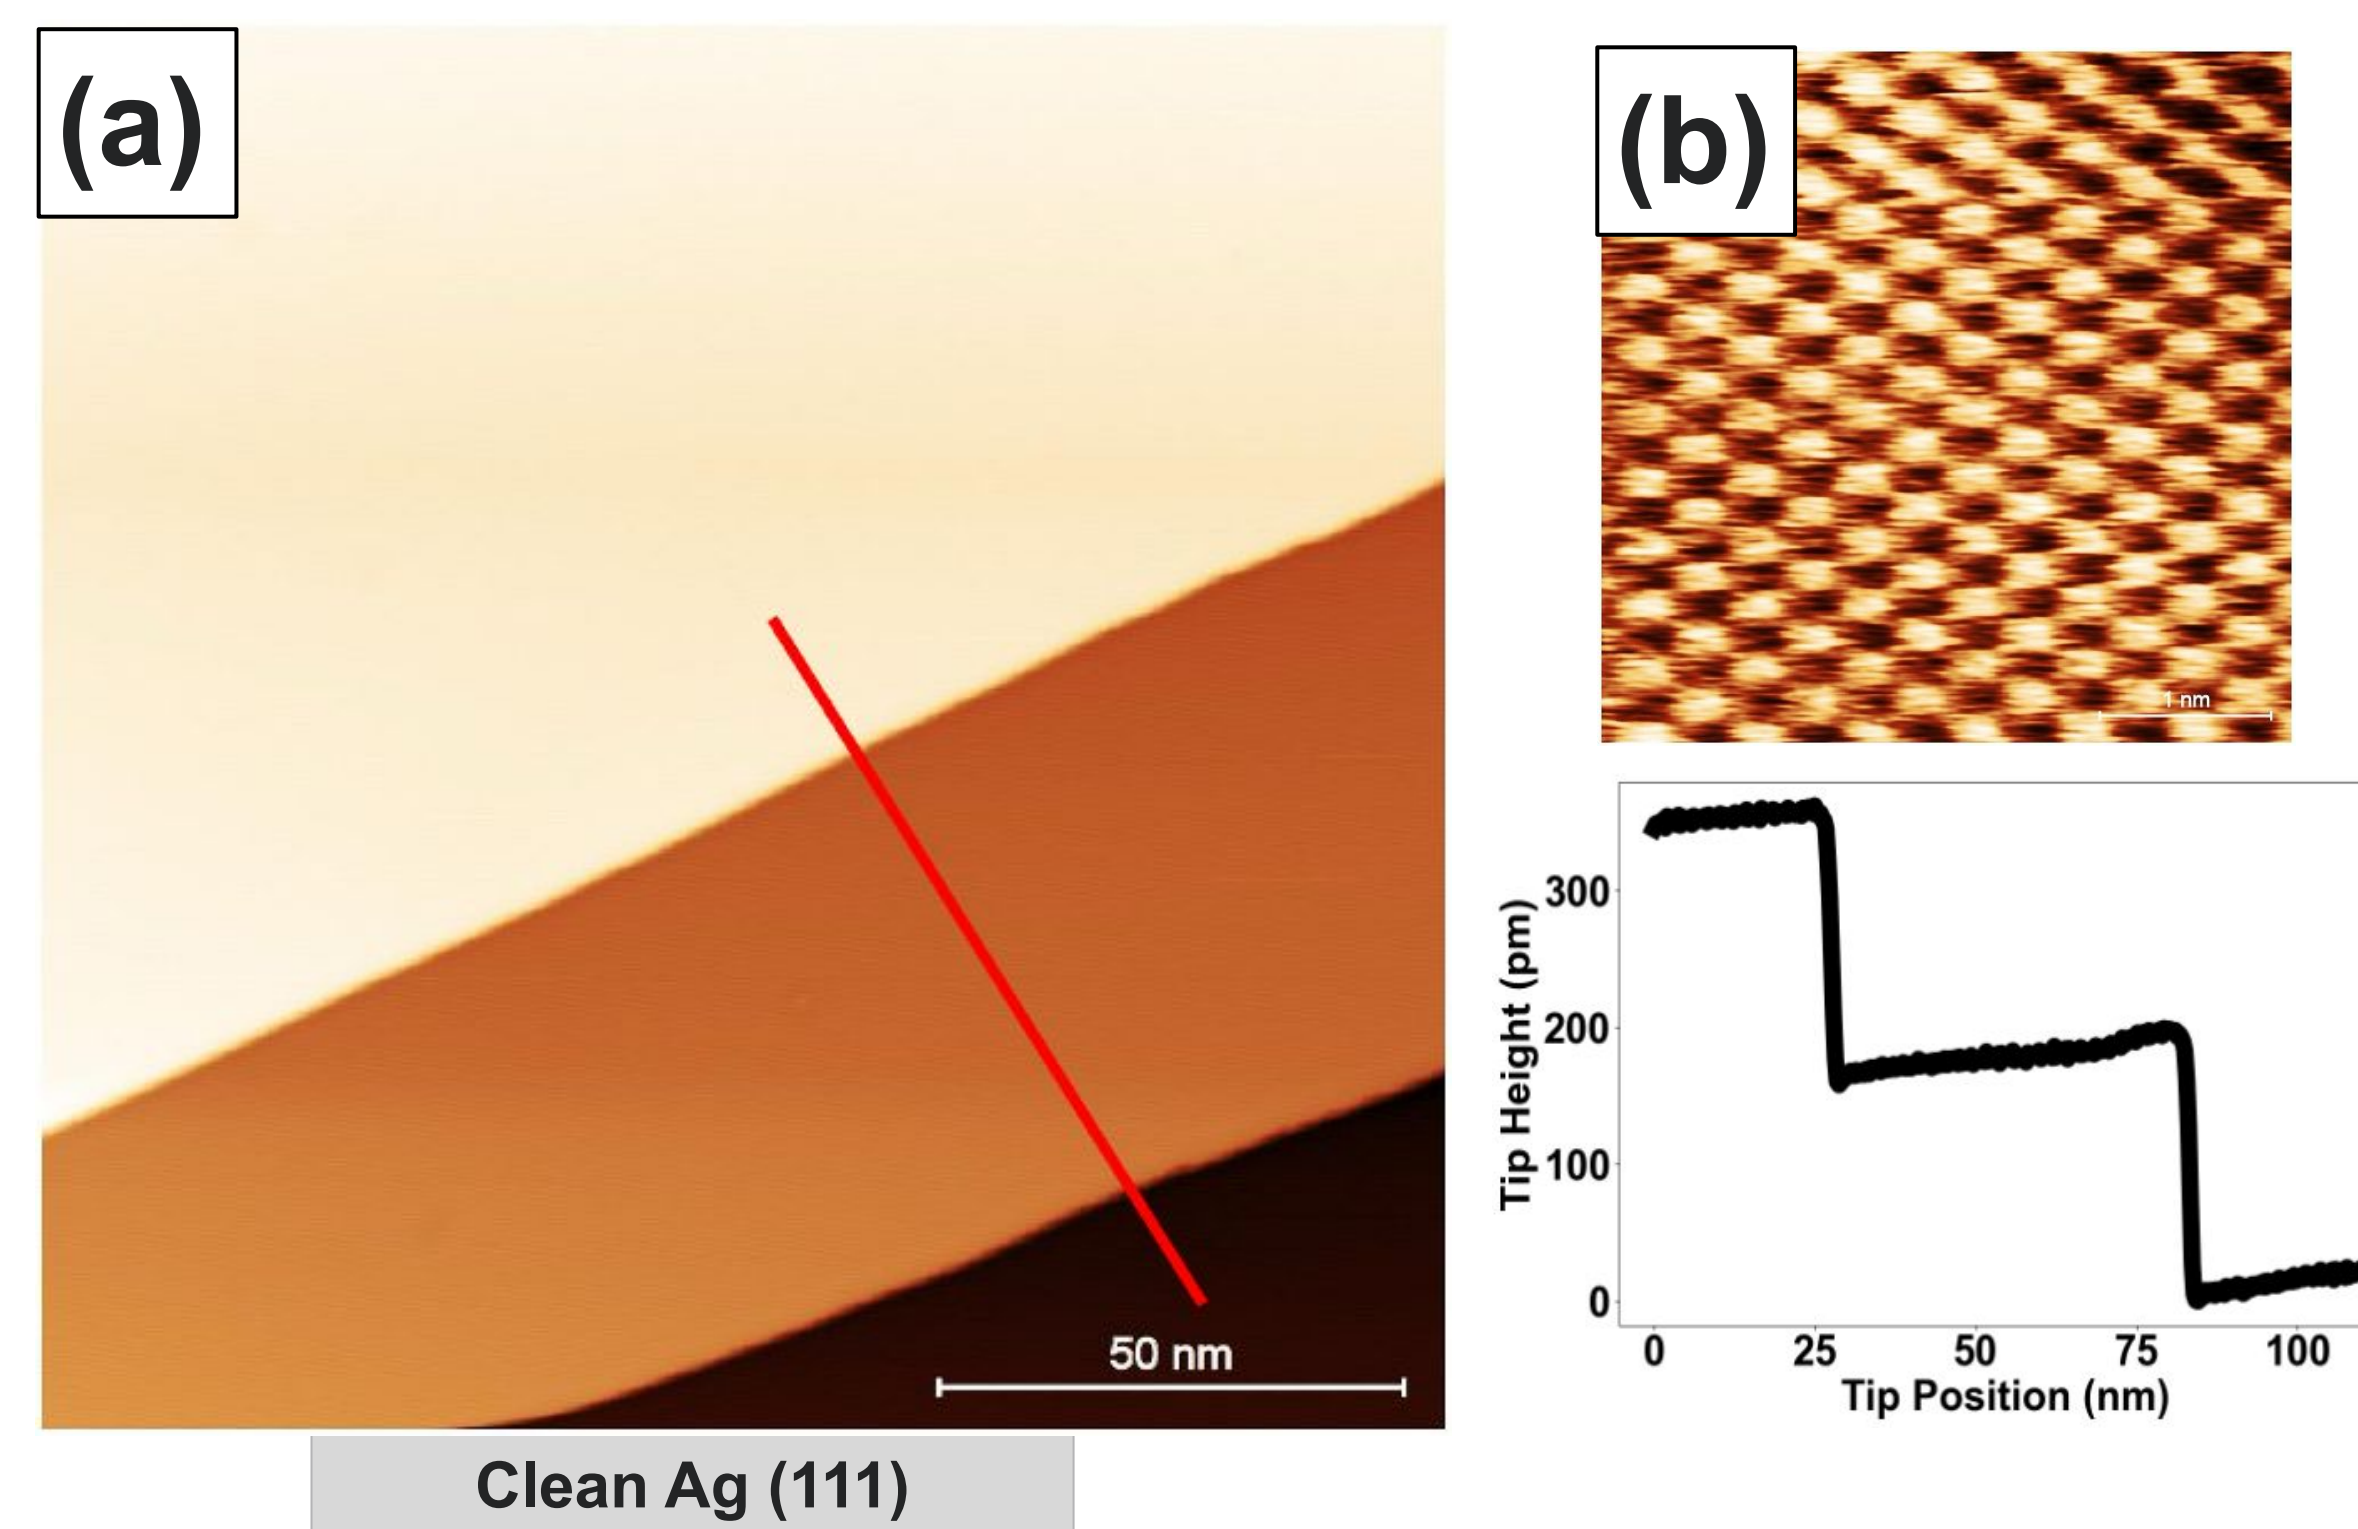 (a)
50 nm
Clean Ag (111)
(b)
1 nm
Tip Height (pm)
300
200
100
0
0 25 50 75 100
Tip Position (nm)